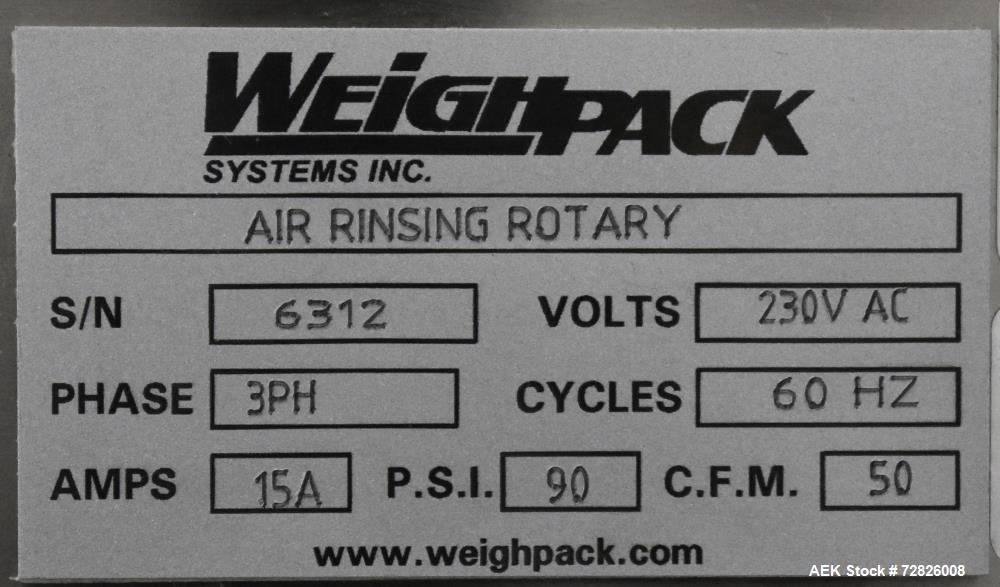 WEIGHPACK
SYSTEMS INC.
AIR RINSING ROTARY
S/N 6312 VOLTS 230V AC
PHASE 3PH CYCLES 60 HZ
AMPS 15A P.S.I. 90 C.F.M. 50
www.weighpack.com
AEK Stock # 72826008